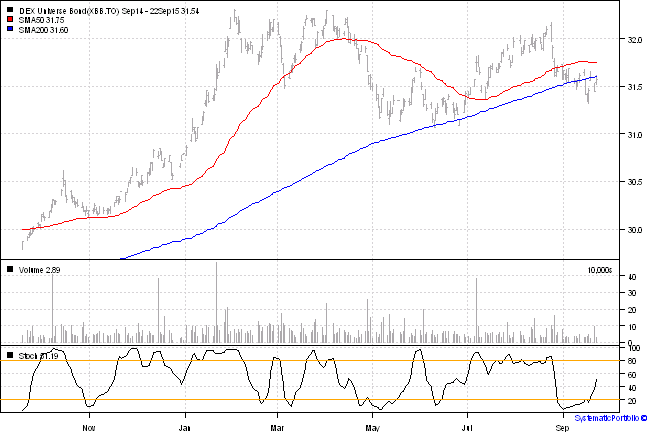 DEX Universe Bond(XBB.TO) Sep14 - 22Sep15 31.54
SMA50 31.75
SMA200 31.60
32.0
31.5
31.0
30.5
30.0
Volume 2.89
10,000s
40
30
20
10
0
Stoch 51.19
100
80
60
40
20
Nov Jan Mar May Jul Sep
SystematicPortfolio ©